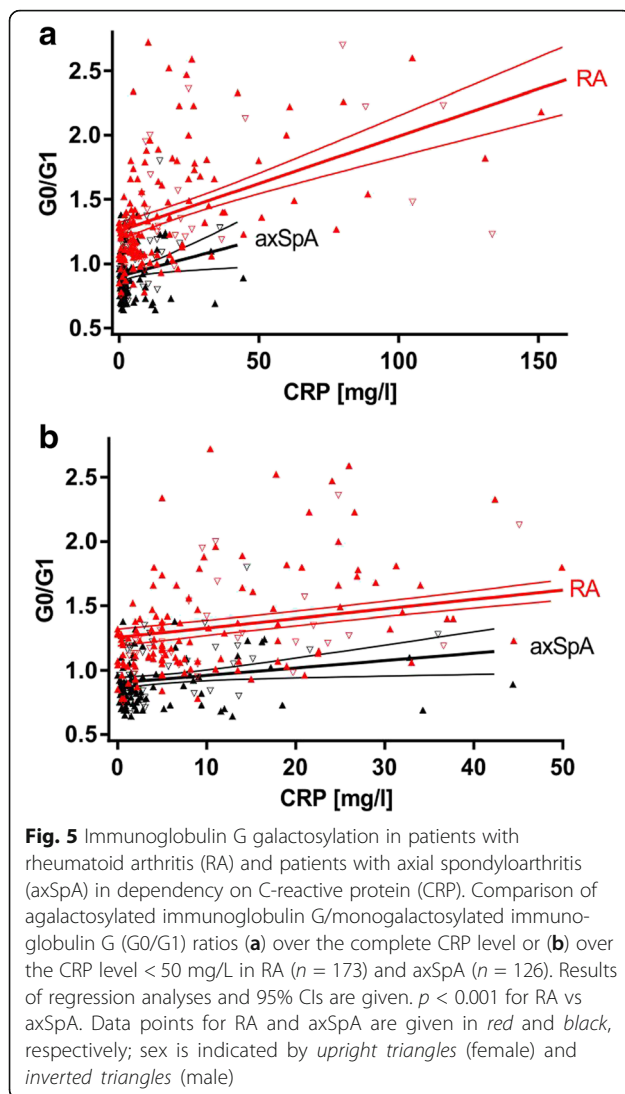 a
2.5
2.0
1.5
1.0
0.5
G0/G1
RA
axSpA
0 50 100 150
CRP [mg/l]
b
2.5
2.0
1.5
1.0
0.5
G0/G1
RA
axSpA
0 10 20 30 40 50
CRP [mg/l]
Fig. 5 Immunoglobulin G galactosylation in patients with
rheumatoid arthritis (RA) and patients with axial spondyloarthritis
(axSpA) in dependency on C-reactive protein (CRP). Comparison of
agalactosylated immunoglobulin G/monogalactosylated immuno-
globulin G (G0/G1) ratios (a) over the complete CRP level or (b) over
the CRP level < 50 mg/L in RA (n = 173) and axSpA (n = 126). Results
of regression analyses and 95% CIs are given. p < 0.001 for RA vs
axSpA. Data points for RA and axSpA are given in red and black,
respectively; sex is indicated by upright triangles (female) and
inverted triangles (male)